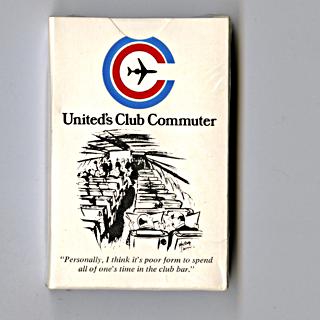 United's Club Commuter
"Personally, I think it's poor form to spend
all of one's time in the club bar."